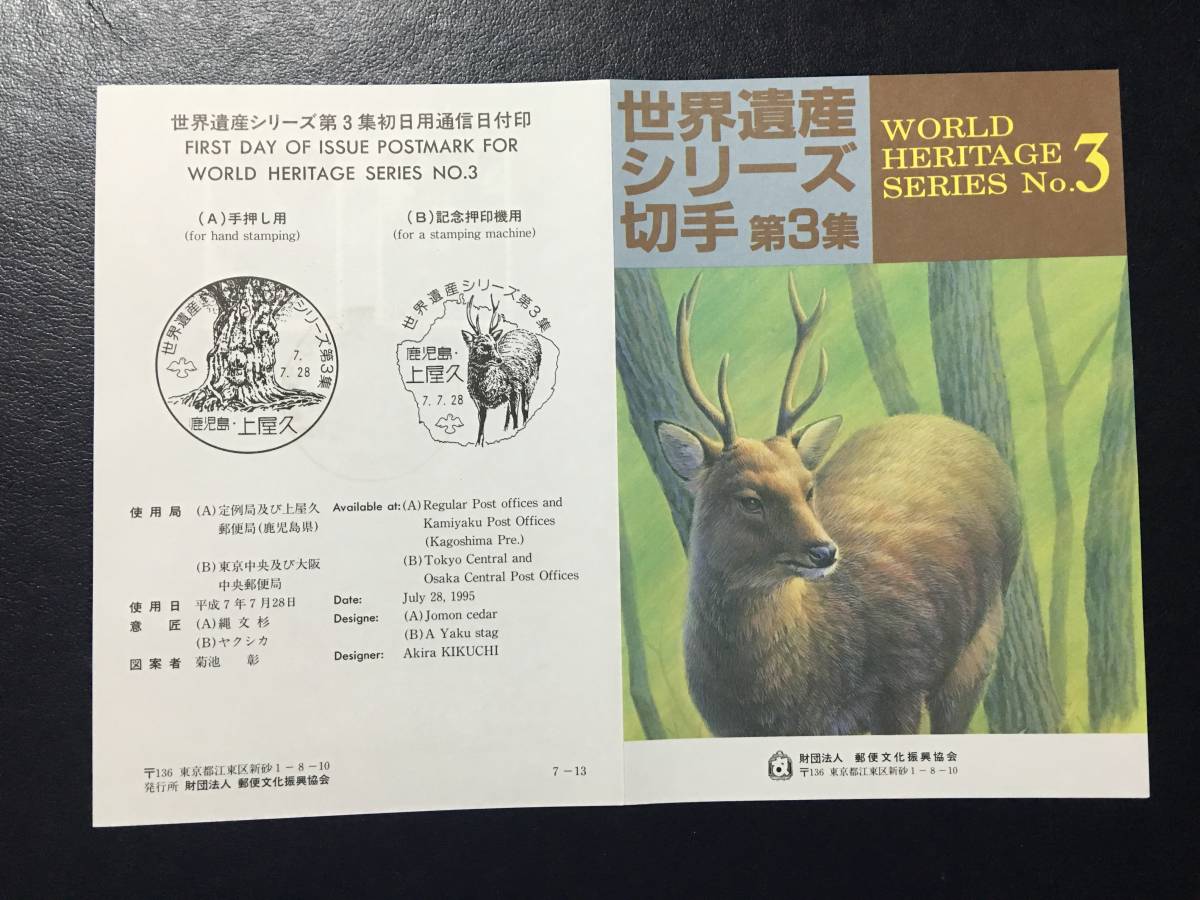 世界遺産シリーズ第3集初日用通信日付印
FIRST DAY OF ISSUE POSTMARK FOR
WORLD HERITAGE SERIES NO.3
(A)手押し用
(for hand stamping)
(B)記念押印機用
(for a stamping machine)
世界遺産シリーズ第3集
7.
7. 28
鹿児島・上屋久
世界遺産シリーズ第3集
鹿児島・
上屋久
7. 7. 28
使用局 (A)定例局及び上屋久
郵便局(鹿児島県)
(B)東京中央及び大阪
中央郵便局
使用日 平成7年7月28日
意匠 (A)縄文杉
(B)ヤクシカ
図案者 菊池 彰
Available at: (A)Regular Post offices and
Kamiyaku Post Offices
(Kagoshima Pre.)
(B)Tokyo Central and
Osaka Central Post Offices
Date: July 28, 1995
Designe: (A)Jomon cedar
(B)A Yaku stag
Designer: Akira KIKUCHI
〒136 東京都江東区新砂1-8-10
発行所 財団法人 郵便文化振興協会
7-13
世界遺産
シリーズ
切手 第3集
WORLD
HERITAGE
SERIES No.3
財団法人 郵便文化振興協会
〒136 東京都江東区新砂1-8-10